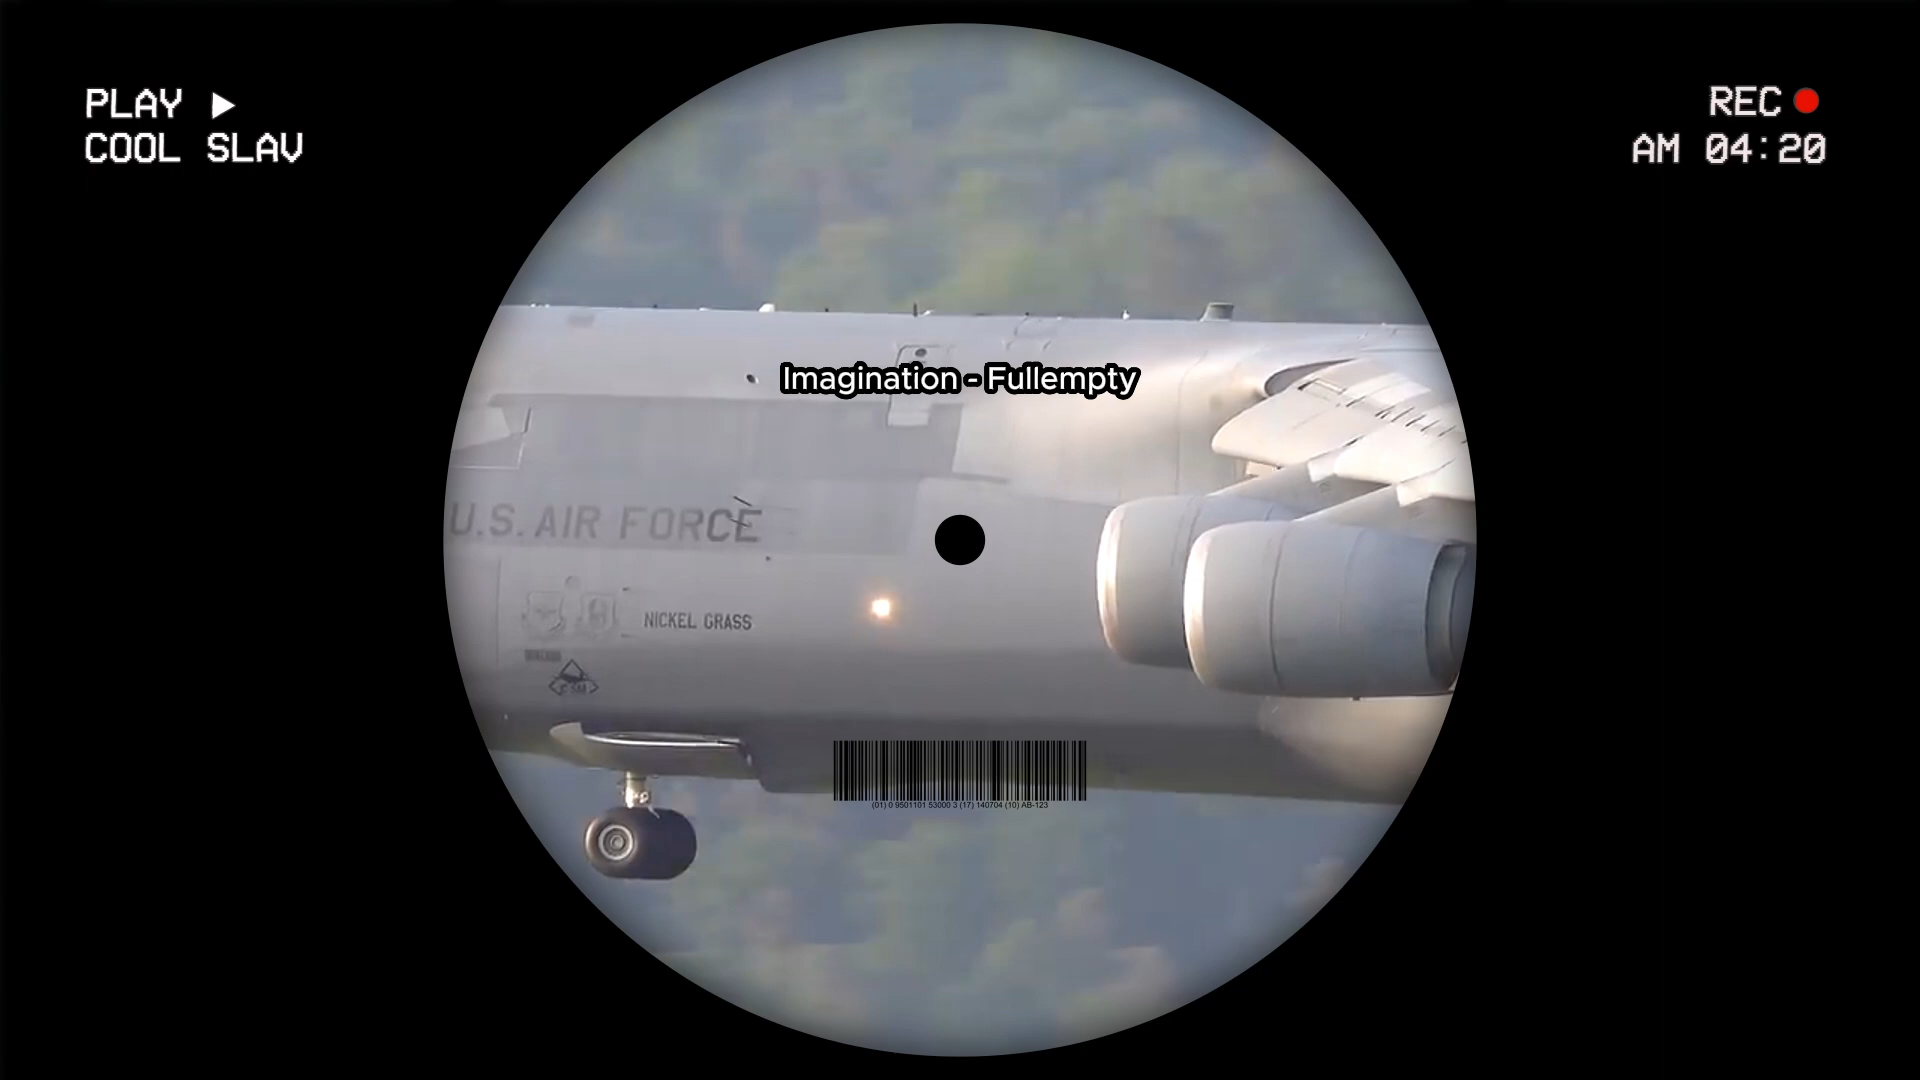 PLAY ▶
COOL SLAV
REC
AM 04:20
Imagination - Fullempty
U.S. AIR FORCE
NICKEL GRASS
C-5M
(01) 0 9501101 53000 3 (17) 140704 (10) AB-123